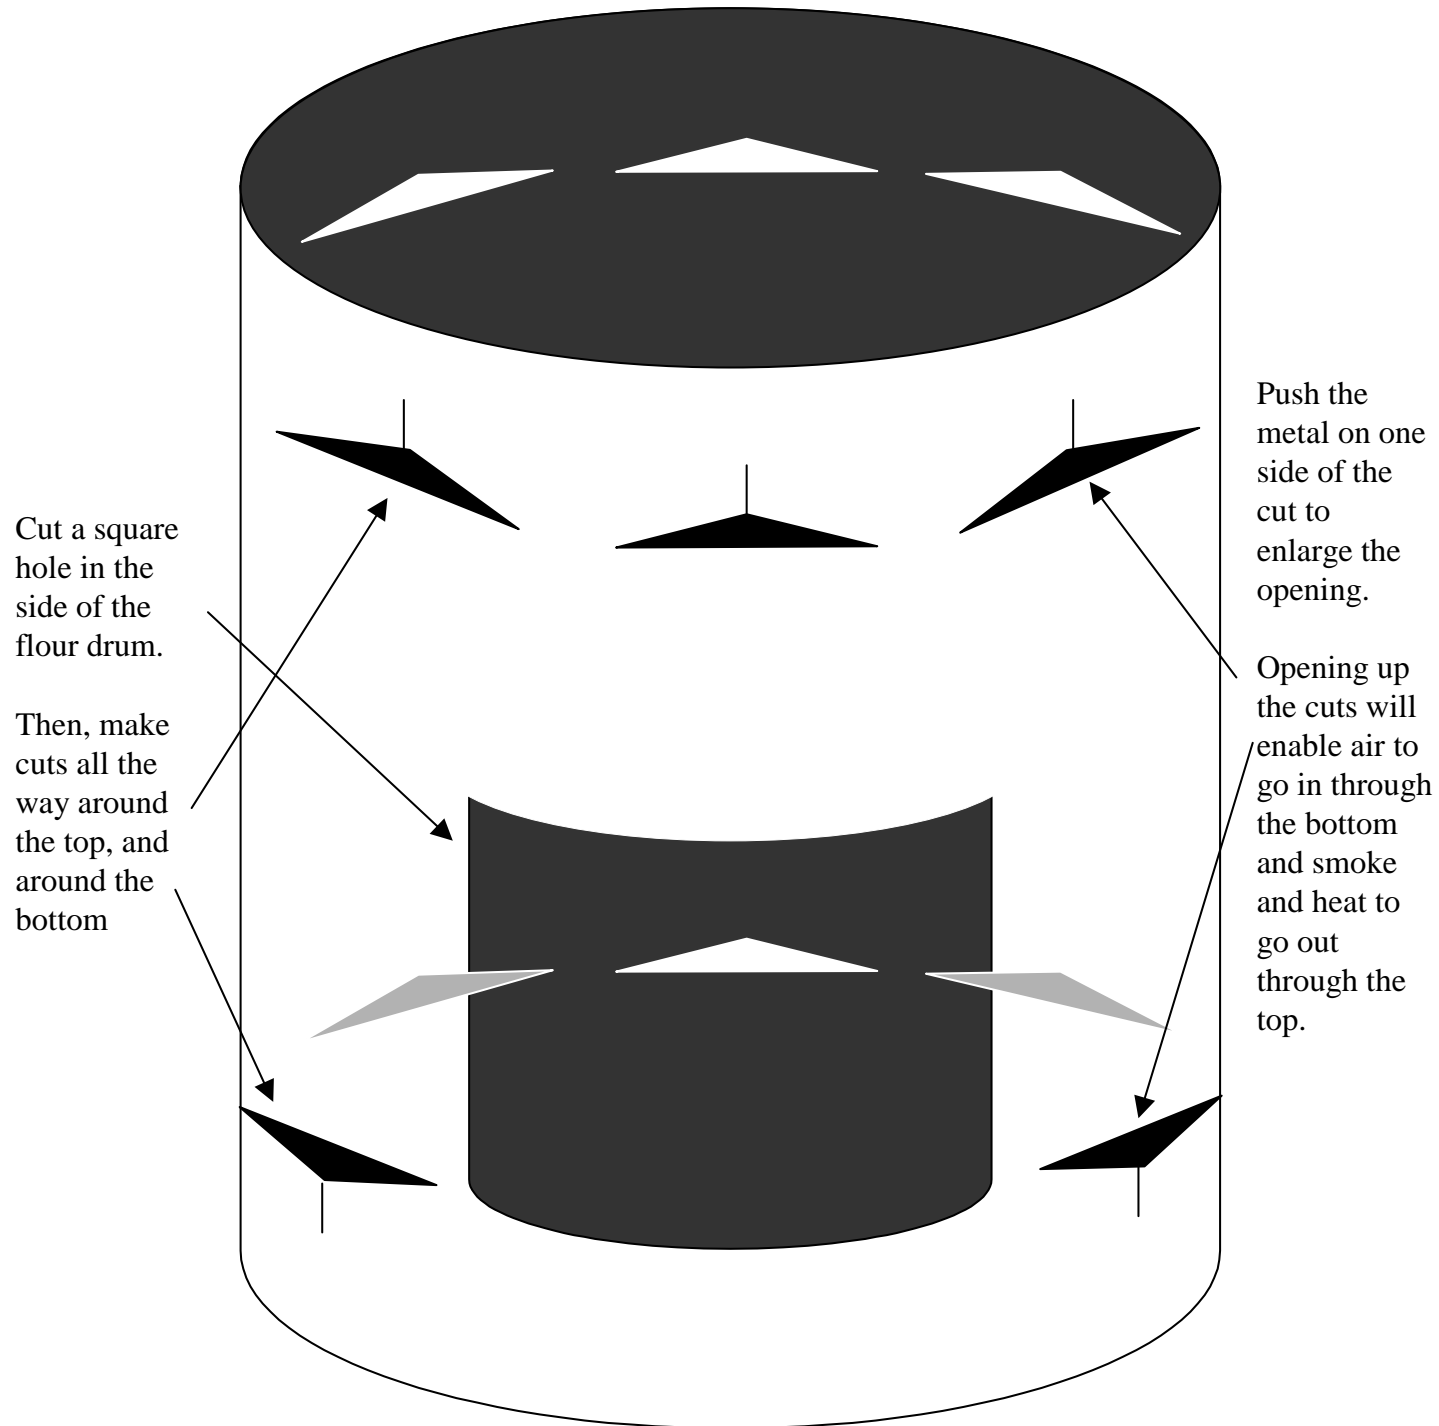 Cut a square
hole in the
side of the
flour drum.
Then, make
cuts all the
way around
the top, and
around the
bottom
Push the
metal on one
side of the
cut to
enlarge the
opening.
Opening up
the cuts will
enable air to
go in through
the bottom
and smoke
and heat to
go out
through the
top.